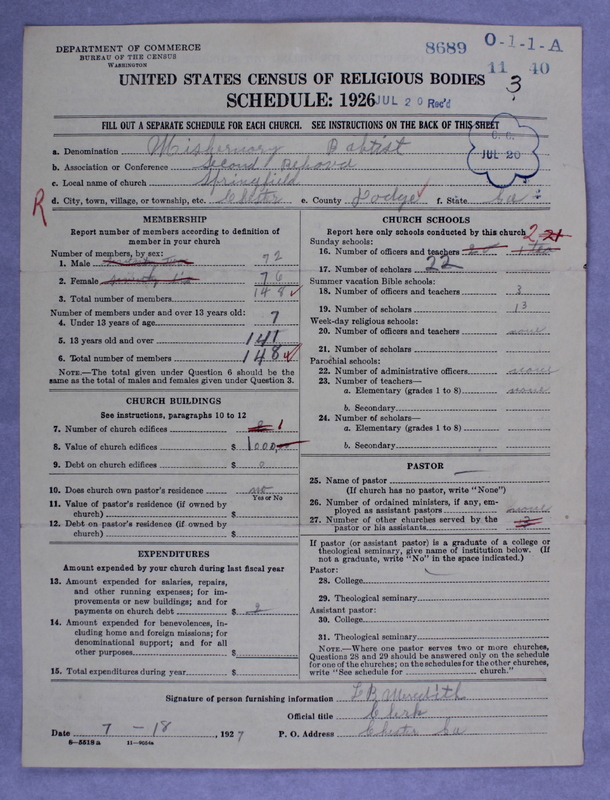 DEPARTMENT OF COMMERCE
BUREAU OF THE CENSUS
WASHINGTON
8689 O-1-1-A
11 40
3
UNITED STATES CENSUS OF RELIGIOUS BODIES
SCHEDULE: 1926 JUL 20 Rec'd
FILL OUT A SEPARATE SCHEDULE FOR EACH CHURCH. SEE INSTRUCTIONS ON THE BACK OF THIS SHEET
JUL 20
a. Denomination Mishernory Babtist
b. Association or Conference Second
c. Local name of church Springfield
R
d. City, town, village, or township, etc. Chester e. County Dodge f. State Ga
MEMBERSHIP
Report number of members according to definition of
member in your church
Number of members, by sex:
1. Male 72
2. Female 76
3. Total number of members 148
Number of members under and over 13 years old:
4. Under 13 years of age 7
5. 13 years old and over 141
6. Total number of members 148
NOTE.—The total given under Question 6 should be the
same as the total of males and females given under Question 3.
CHURCH BUILDINGS
See instructions, paragraphs 10 to 12
7. Number of church edifices 1
8. Value of church edifices $ 1000
9. Debt on church edifices $ 0
10. Does church own pastor's residence no
Yes or No
11. Value of pastor's residence (if owned by
church) $
12. Debt on pastor's residence (if owned by
church) $
EXPENDITURES
Amount expended by your church during last fiscal year
13. Amount expended for salaries, repairs,
and other running expenses; for im-
provements or new buildings; and for
payments on church debt $
14. Amount expended for benevolences, in-
cluding home and foreign missions; for
denominational support; and for all
other purposes $
15. Total expenditures during year $
CHURCH SCHOOLS
Report here only schools conducted by this church
Sunday schools:
16. Number of officers and teachers 2
17. Number of scholars 22
Summer vacation Bible schools:
18. Number of officers and teachers 3
19. Number of scholars 13
Week-day religious schools:
20. Number of officers and teachers none
21. Number of scholars
Parochial schools:
22. Number of administrative officers none
23. Number of teachers—
a. Elementary (grades 1 to 8) none
b. Secondary
24. Number of scholars—
a. Elementary (grades 1 to 8)
b. Secondary
PASTOR
25. Name of pastor
(If church has no pastor, write "None")
26. Number of ordained ministers, if any, em-
ployed as assistant pastors none
27. Number of other churches served by the
pastor or his assistants 3
If pastor (or assistant pastor) is a graduate of a college or
theological seminary, give name of institution below. (If
not a graduate, write "No" in the space indicated.)
Pastor:
28. College
29. Theological seminary
Assistant pastor:
30. College
31. Theological seminary
NOTE.—Where one pastor serves two or more churches,
Questions 28 and 29 should be answered only on the schedule
for one of the churches; on the schedules for the other churches,
write "See schedule for church."
Signature of person furnishing information L B Meredith
Official title Clerk
Date 7 - 18, 1927 P. O. Address Chester Ga
8-5518 a 11-9054a